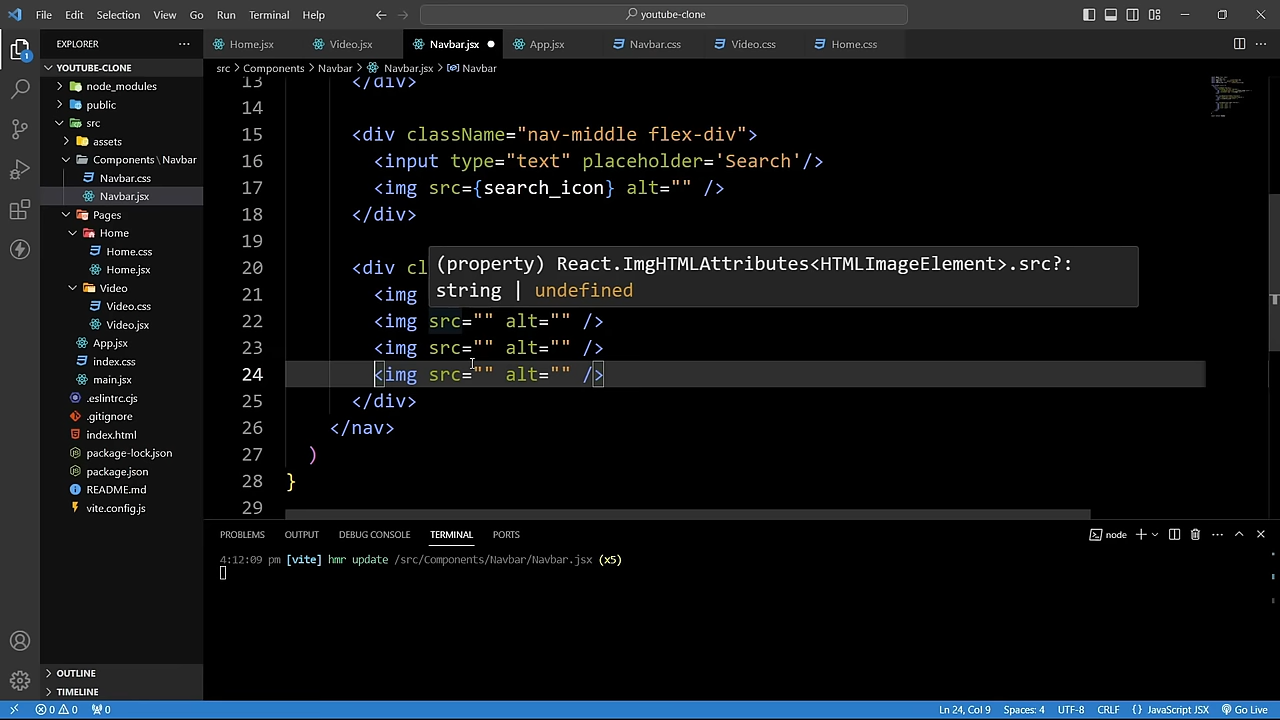 File Edit Selection View Go Run Terminal Help
youtube-clone
EXPLORER
Home.jsx
Video.jsx
Navbar.jsx
App.jsx
Navbar.css
Video.css
Home.css
YOUTUBE-CLONE
src > Components > Navbar > Navbar.jsx > Navbar
node_modules
public
src
assets
Components \ Navbar
Navbar.css
Navbar.jsx
Pages
Home
Home.css
Home.jsx
Video
Video.css
Video.jsx
App.jsx
index.css
main.jsx
.eslintrc.cjs
.gitignore
index.html
package-lock.json
package.json
README.md
vite.config.js
OUTLINE
TIMELINE
1
13 </div>
14
15 <div className="nav-middle flex-div">
16 <input type="text" placeholder='Search'/>
17 <img src={search_icon} alt="" />
18 </div>
19
20 <div cl
21 <img
(property) React.ImgHTMLAttributes<HTMLImageElement>.src?:
string | undefined
22 <img src="" alt="" />
23 <img src="" alt="" />
24 <img src="" alt="" />
25 </div>
26 </nav>
27 )
28 }
29
PROBLEMS OUTPUT DEBUG CONSOLE TERMINAL PORTS
node
4:12:09 pm [vite] hmr update /src/Components/Navbar/Navbar.jsx (x5)
0 0 0
Ln 24, Col 9 Spaces: 4 UTF-8 CRLF {} JavaScript JSX Go Live